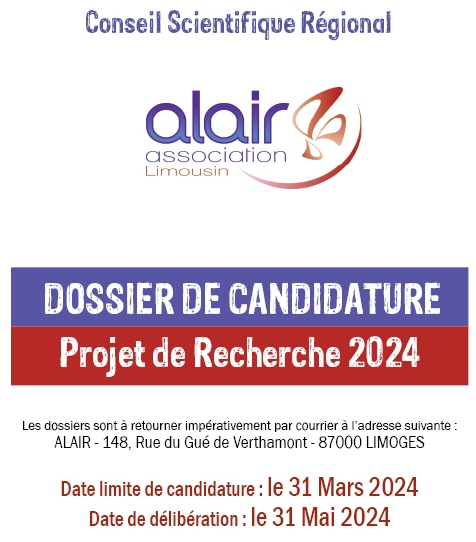 Conseil Scientifique Régional
alair
association
Limousin
DOSSIER DE CANDIDATURE
Projet de Recherche 2024
Les dossiers sont à retourner impérativement par courrier à l'adresse suivante :
ALAIR - 148, Rue du Gué de Verthamont - 87000 LIMOGES
Date limite de candidature : le 31 Mars 2024
Date de délibération : le 31 Mai 2024